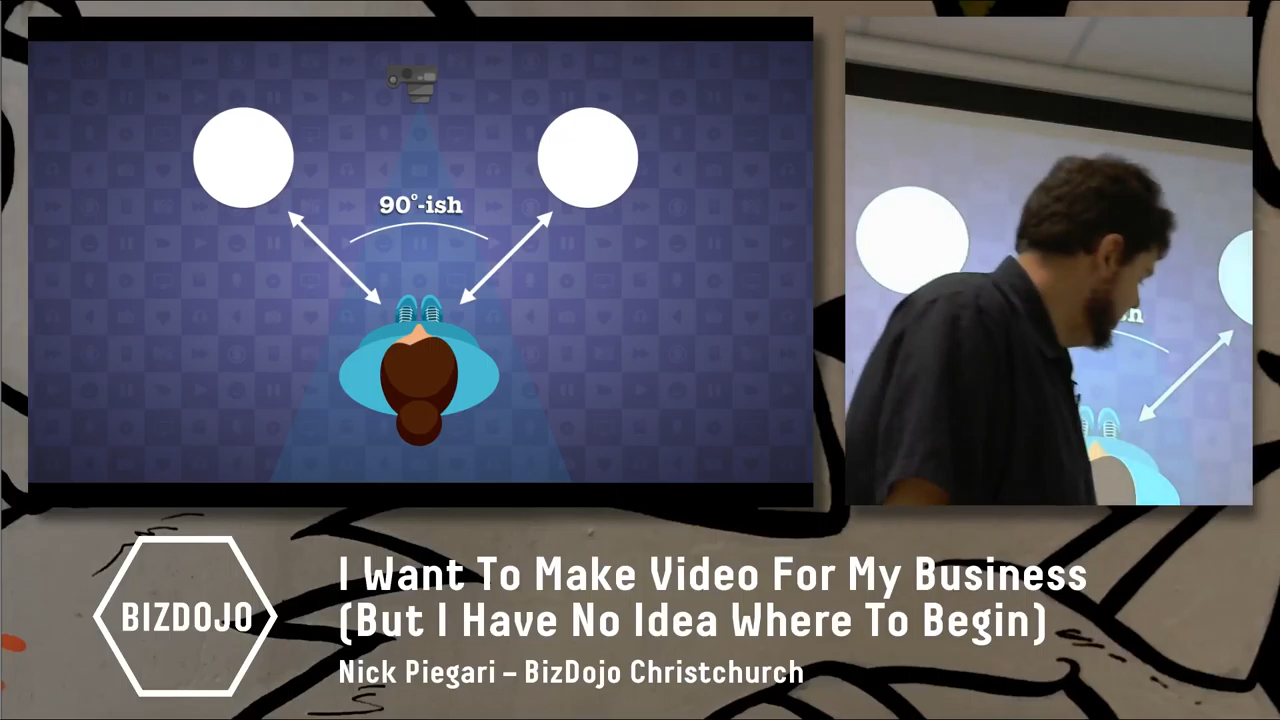 90°-ish
sh
BIZDOJO
I Want To Make Video For My Business
(But I Have No Idea Where To Begin)
Nick Piegari – BizDojo Christchurch